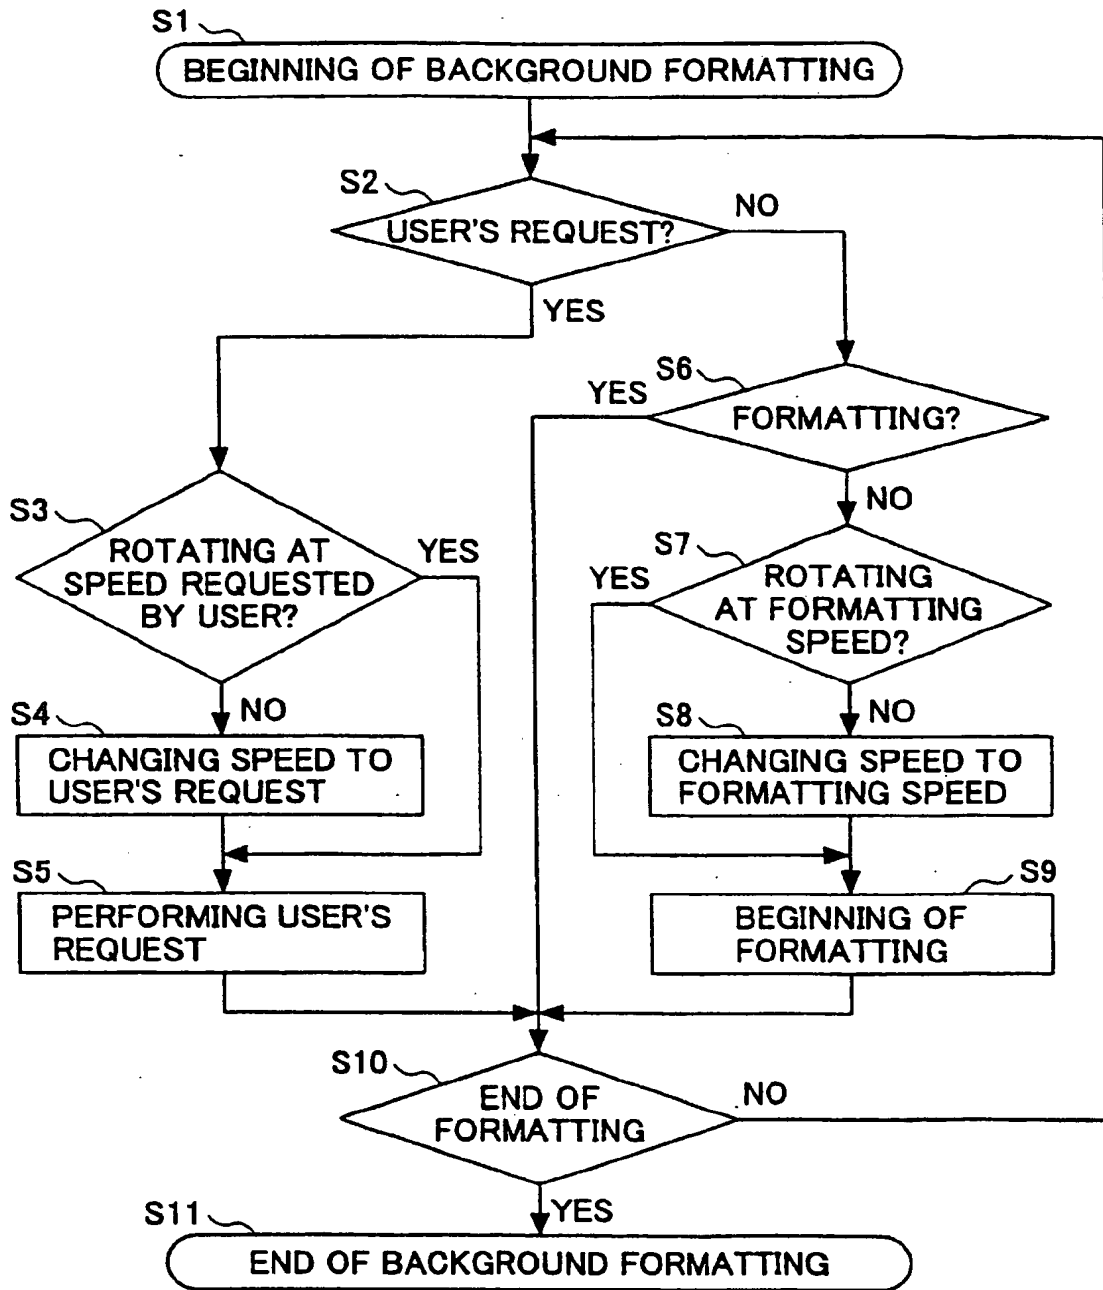 S1
BEGINNING OF BACKGROUND FORMATTING
S2
USER'S REQUEST?
NO
YES
S6
YES
FORMATTING?
NO
S3
ROTATING AT
SPEED REQUESTED
BY USER?
YES
S7
YES
ROTATING
AT FORMATTING
SPEED?
S4
NO
CHANGING SPEED TO
USER'S REQUEST
S8
NO
CHANGING SPEED TO
FORMATTING SPEED
S5
PERFORMING USER'S
REQUEST
S9
BEGINNING OF
FORMATTING
S10
END OF
FORMATTING
NO
YES
S11
END OF BACKGROUND FORMATTING